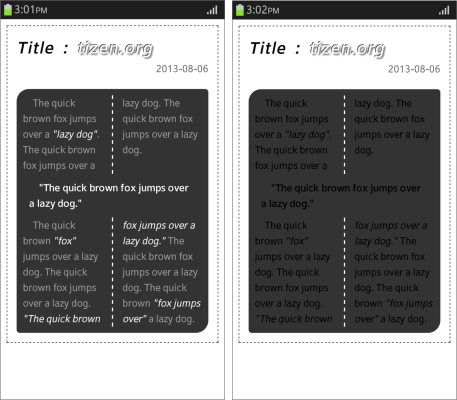 3:01PM
Title : tizen.org
2013-08-06
The quick
brown fox jumps
over a "lazy dog".
The quick brown
fox jumps over a
lazy dog. The
quick brown fox
jumps over a lazy
dog.
"The quick brown fox jumps over
a lazy dog."
The quick
brown "fox"
jumps over a lazy
dog. The quick
brown fox jumps
over a lazy dog.
"The quick brown
fox jumps over a
lazy dog." The
quick brown fox
jumps over a lazy
dog. The quick
brown "fox jumps
over" a lazy dog.
3:02PM
Title : tizen.org
2013-08-06
The quick
brown fox jumps
over a "lazy dog".
The quick brown
fox jumps over a
lazy dog. The
quick brown fox
jumps over a lazy
dog.
"The quick brown fox jumps over
a lazy dog."
The quick
brown "fox"
jumps over a lazy
dog. The quick
brown fox jumps
over a lazy dog.
"The quick brown
fox jumps over a
lazy dog." The
quick brown fox
jumps over a lazy
dog. The quick
brown "fox jumps
over" a lazy dog.